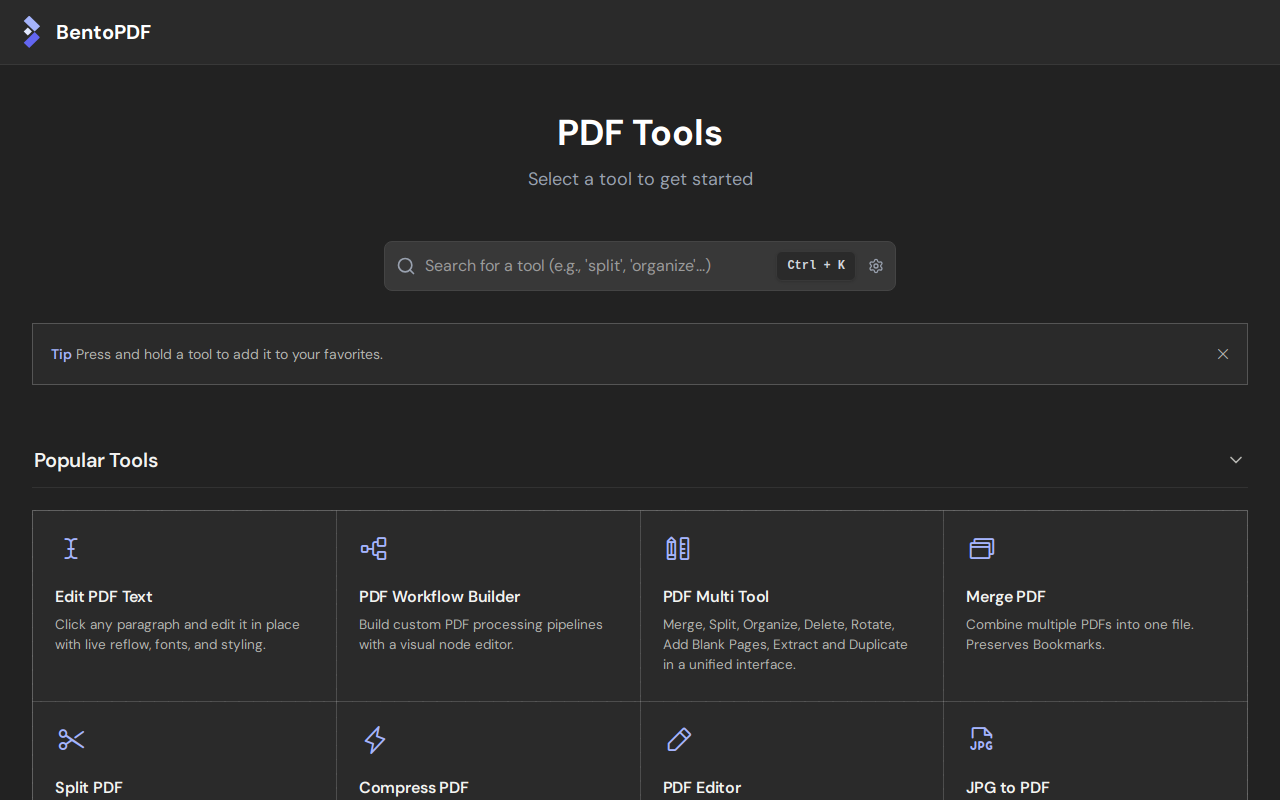 BentoPDF
PDF Tools
Select a tool to get started
Search for a tool (e.g., 'split', 'organize'...)
Ctrl + K
Tip Press and hold a tool to add it to your favorites.
Popular Tools
Edit PDF Text
Click any paragraph and edit it in place
with live reflow, fonts, and styling.
PDF Workflow Builder
Build custom PDF processing pipelines
with a visual node editor.
PDF Multi Tool
Merge, Split, Organize, Delete, Rotate,
Add Blank Pages, Extract and Duplicate
in a unified interface.
Merge PDF
Combine multiple PDFs into one file.
Preserves Bookmarks.
Split PDF
Compress PDF
PDF Editor
JPG
JPG to PDF